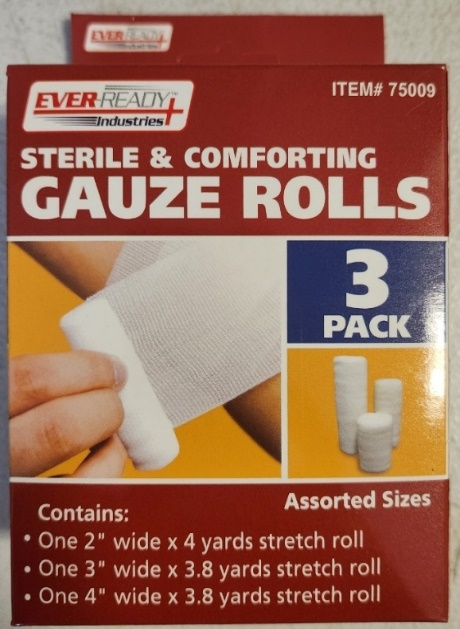 EVER-READY
EVER-READY™
Industries
ITEM# 75009
STERILE & COMFORTING
GAUZE ROLLS
3
PACK
Assorted Sizes
Contains:
• One 2" wide x 4 yards stretch roll
• One 3" wide x 3.8 yards stretch roll
• One 4" wide x 3.8 yards stretch roll